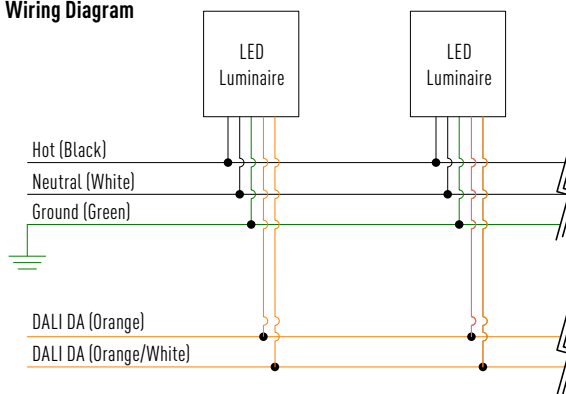 Wiring Diagram
LED
Luminaire
LED
Luminaire
Hot (Black)
Neutral (White)
Ground (Green)
DALI DA (Orange)
DALI DA (Orange/White)